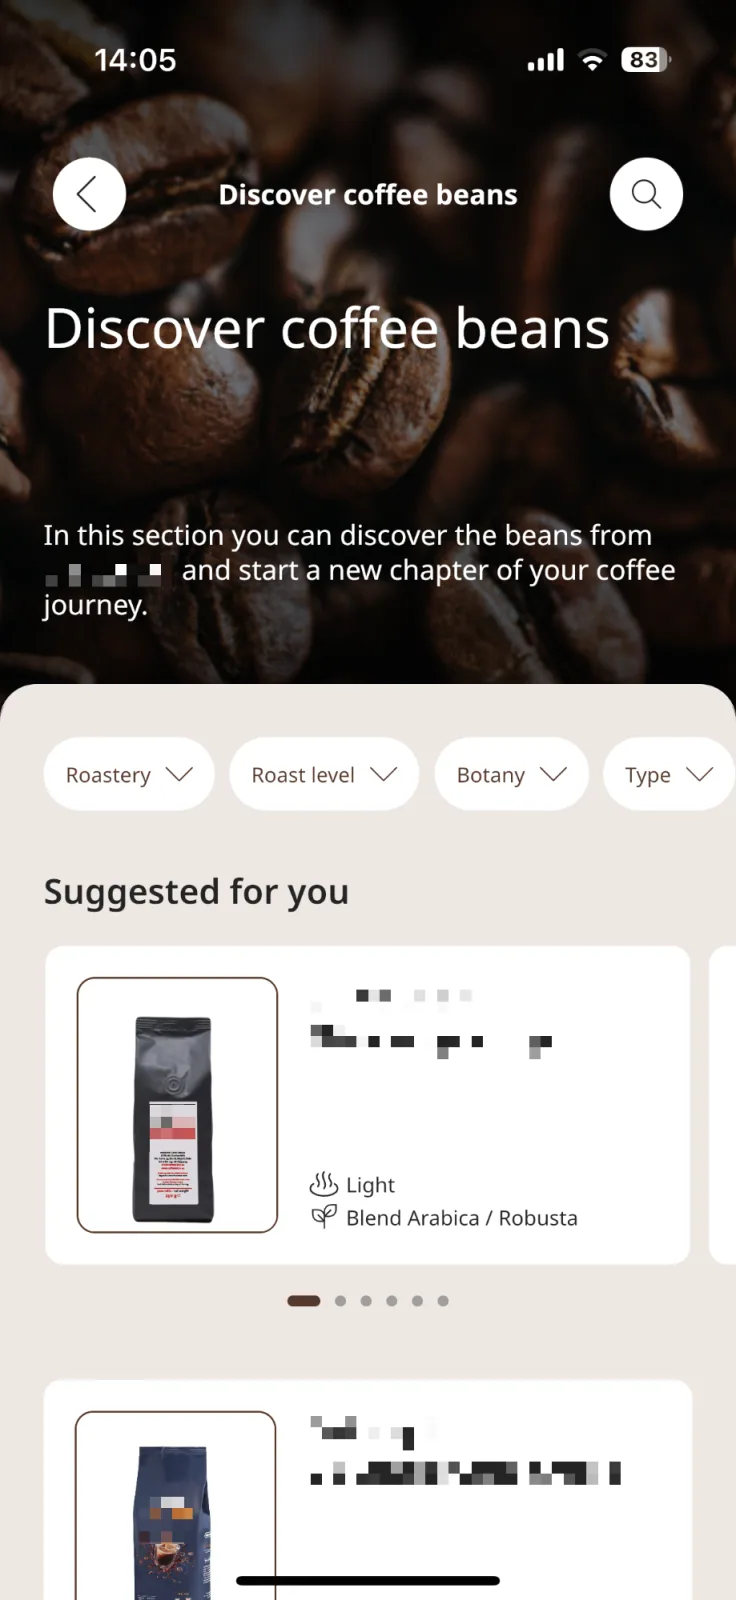 14:05
83
Discover coffee beans
Discover coffee beans
In this section you can discover the beans from
and start a new chapter of your coffee
journey.
Roastery
Roast level
Botany
Type
Suggested for you
Light
Blend Arabica / Robusta